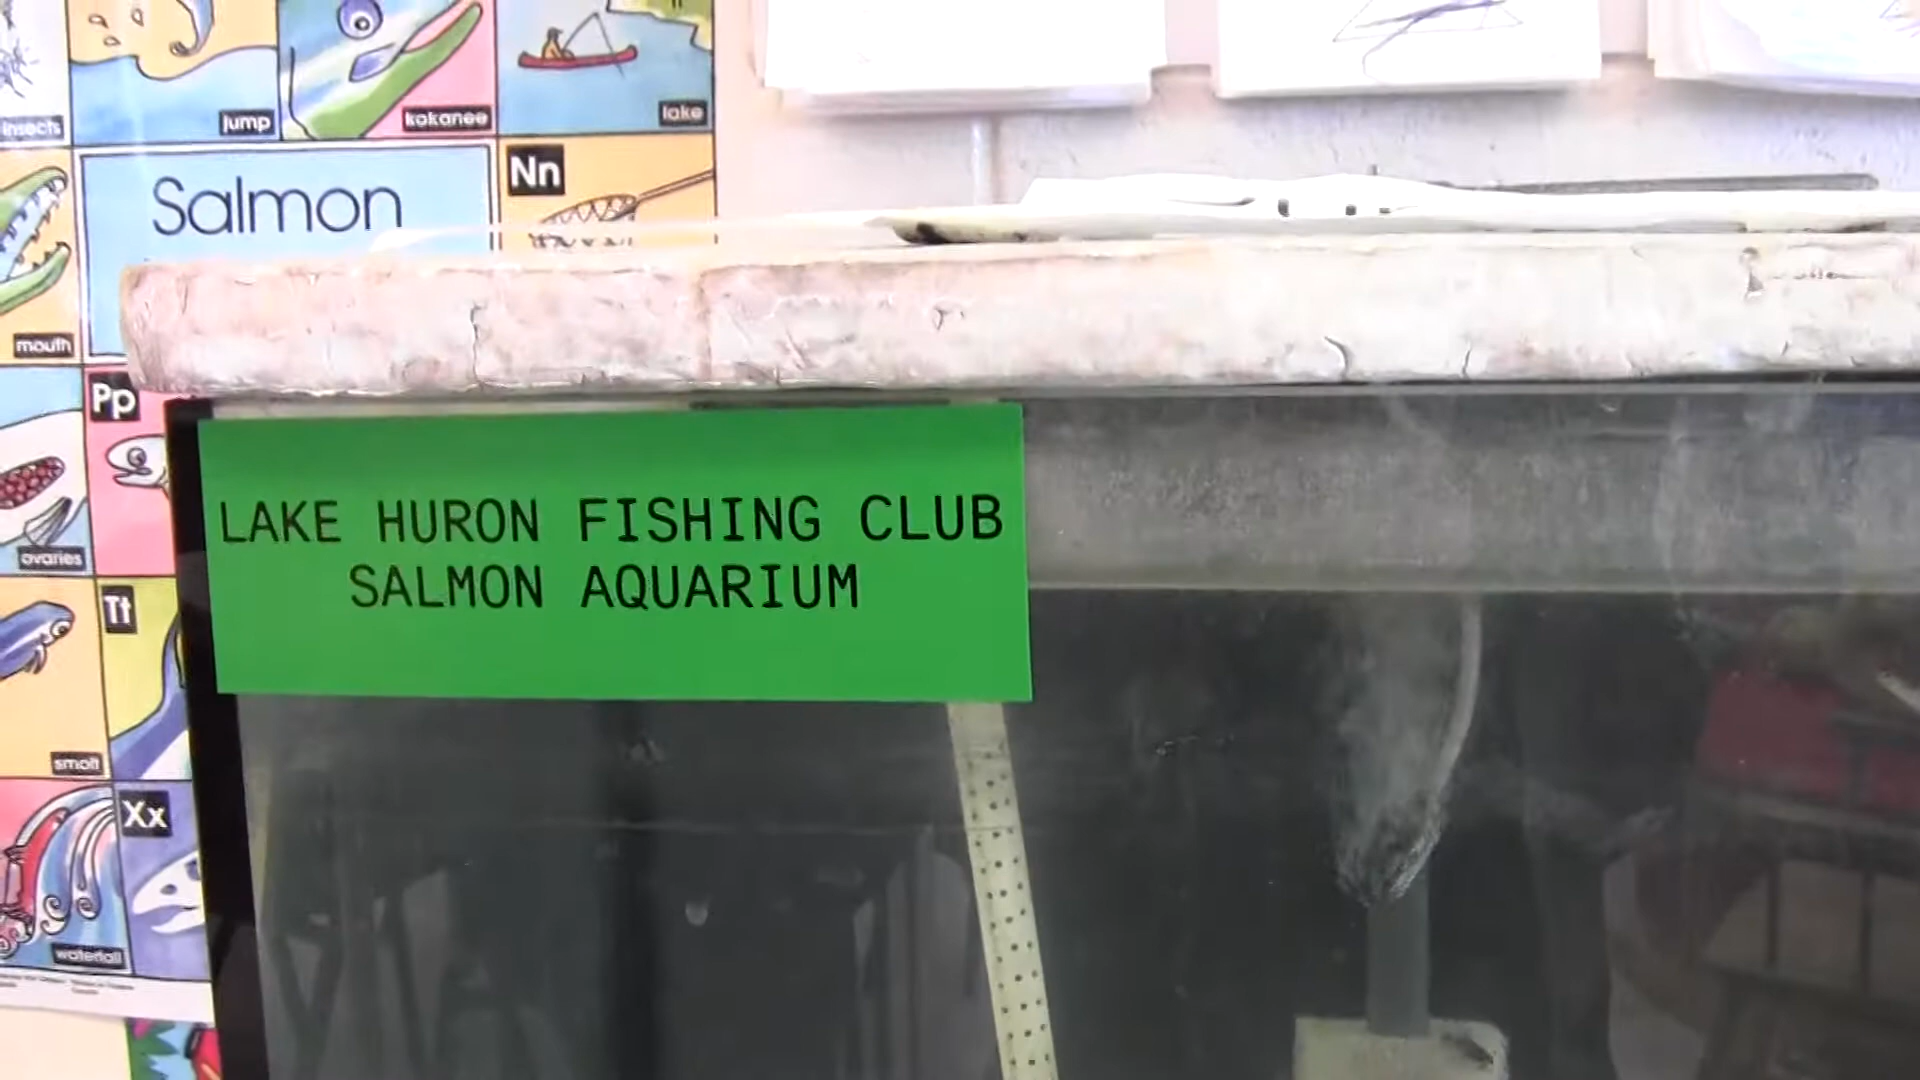 insects
jump
kokanee
lake
Salmon
Nn
mouth
Pp
LAKE HURON FISHING CLUB
SALMON AQUARIUM
ovaries
Tt
smolt
Xx
waterfall